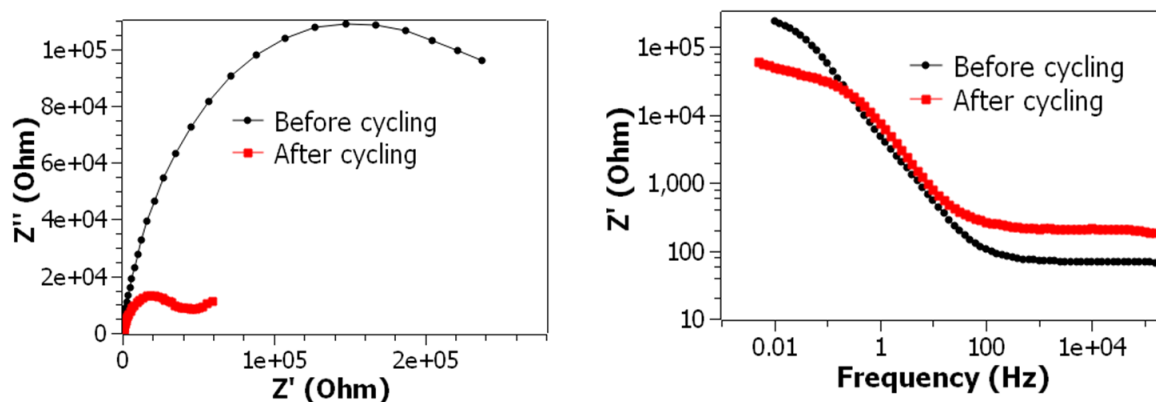 1e+05
8e+04
6e+04
4e+04
2e+04
0
Z'' (Ohm)
Before cycling
After cycling
0
1e+05
2e+05
Z' (Ohm)
1e+05
1e+04
1,000
100
10
Z' (Ohm)
Before cycling
After cycling
0.01
1
100
1e+04
Frequency (Hz)